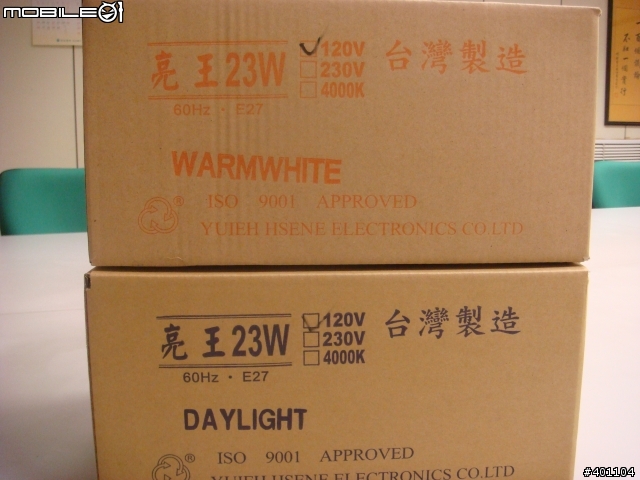 MOBILE01
亮王23W
120V
230V
4000K
台灣製造
60Hz · E27
WARMWHITE
® ISO 9001 APPROVED
YUIEH HSENE ELECTRONICS CO.LTD
亮王23W
120V
230V
4000K
台灣製造
60Hz · E27
DAYLIGHT
® ISO 9001 APPROVED
YUIEH HSENE ELECTRONICS CO.LTD
#401104